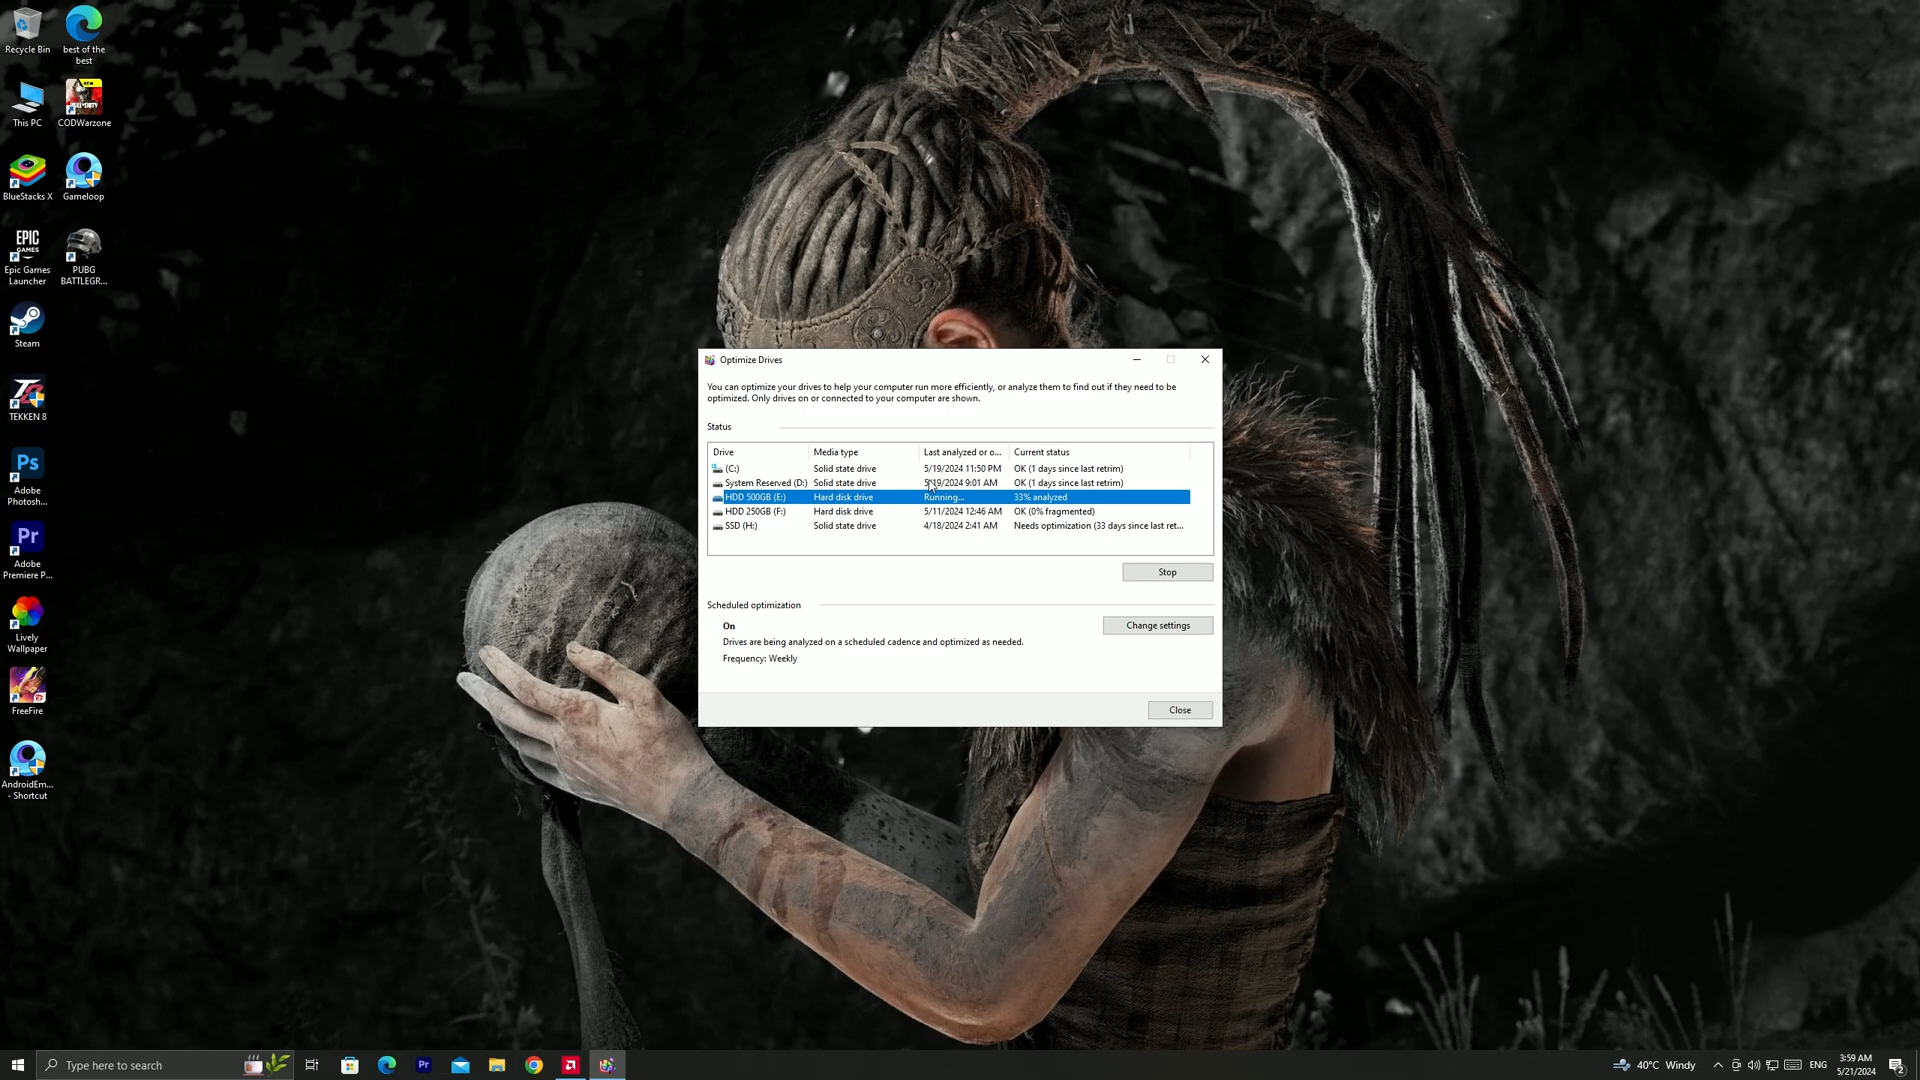 Recycle Bin
best of the
best
This PC
CODWarzone
BlueStacks X
Gameloop
EPIC
GAMES
Epic Games
Launcher
PUBG
BATTLEGR...
Steam
TEKKEN 8
Ps
Adobe
Photosh...
Pr
Adobe
Premiere P...
Lively
Wallpaper
FreeFire
AndroidEm...
- Shortcut
Optimize Drives
You can optimize your drives to help your computer run more efficiently, or analyze them to find out if they need to be
optimized. Only drives on or connected to your computer are shown.
Status
Drive Media type Last analyzed or o... Current status
(C:) Solid state drive 5/19/2024 11:50 PM OK (1 days since last retrim)
System Reserved (D:) Solid state drive 5/19/2024 9:01 AM OK (1 days since last retrim)
HDD 500GB (E:) Hard disk drive Running... 33% analyzed
HDD 250GB (F:) Hard disk drive 5/11/2024 12:46 AM OK (0% fragmented)
SSD (H:) Solid state drive 4/18/2024 2:41 AM Needs optimization (33 days since last ret...
Stop
Scheduled optimization
On
Change settings
Drives are being analyzed on a scheduled cadence and optimized as needed.
Frequency: Weekly
Close
Type here to search
Pr
40°C Windy
ENG
3:59 AM
5/21/2024
2